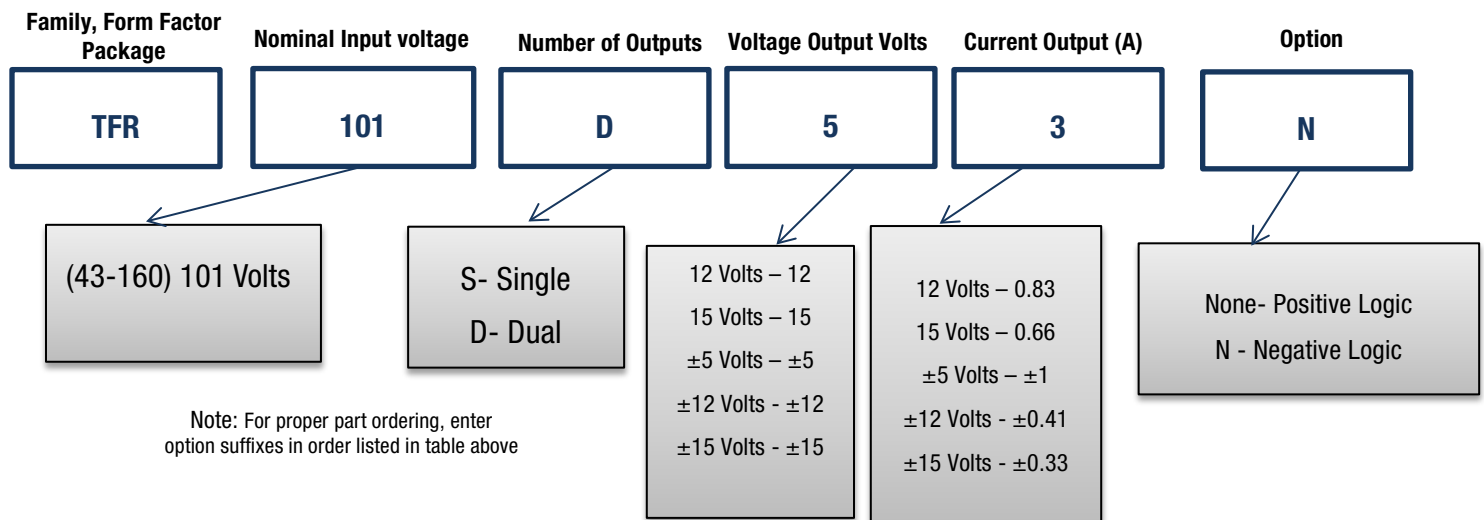 Family, Form Factor
Package
Nominal Input voltage
Number of Outputs
Voltage Output Volts
Current Output (A)
Option
TFR
101
D
5
3
N
(43-160) 101 Volts
S- Single
D- Dual
12 Volts – 12
15 Volts – 15
±5 Volts – ±5
±12 Volts - ±12
±15 Volts - ±15
12 Volts – 0.83
15 Volts – 0.66
±5 Volts – ±1
±12 Volts - ±0.41
±15 Volts - ±0.33
None- Positive Logic
N - Negative Logic
Note: For proper part ordering, enter
option suffixes in order listed in table above